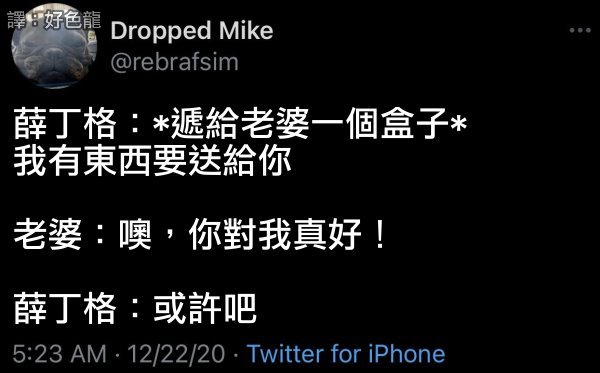 譯：好色龍
Dropped Mike
@rebrafsim
薛丁格：*遞給老婆一個盒子*
我有東西要送給你
老婆：噢，你對我真好！
薛丁格：或許吧
5:23 AM · 12/22/20 · Twitter for iPhone